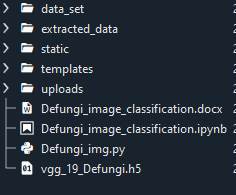 data_set
extracted_data
static
templates
uploads
Defungi_image_classification.docx
Defungi_image_classification.ipynb
Defungi_img.py
vgg_19_Defungi.h5